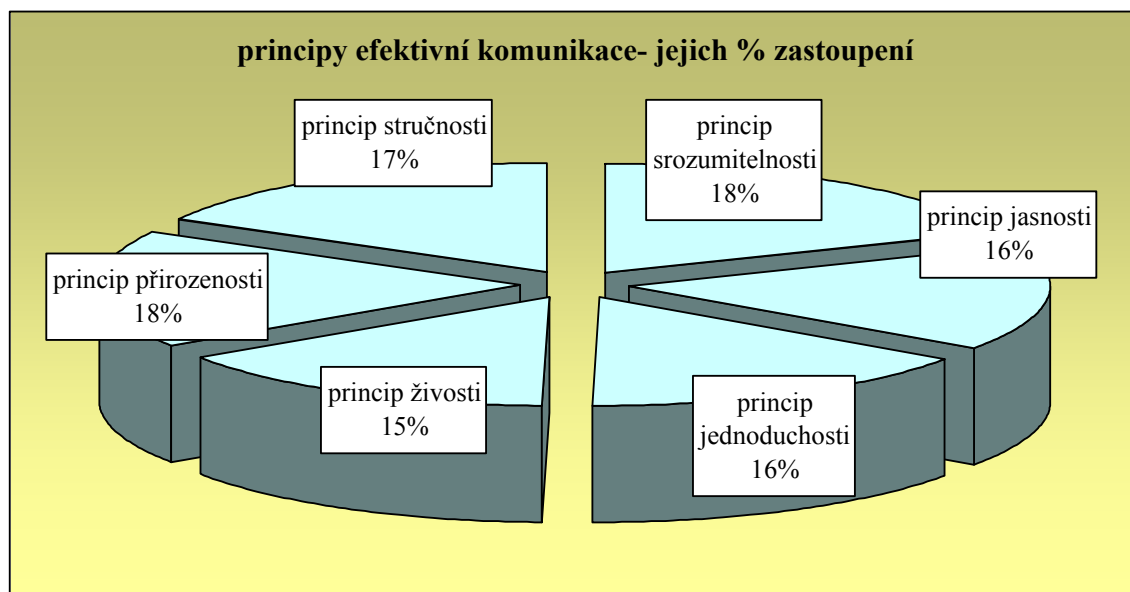 principy efektivní komunikace- jejich % zastoupení
princip stručnosti
17%
princip
srozumitelnosti
18%
princip jasnosti
16%
princip přirozenosti
18%
princip živosti
15%
princip
jednoduchosti
16%